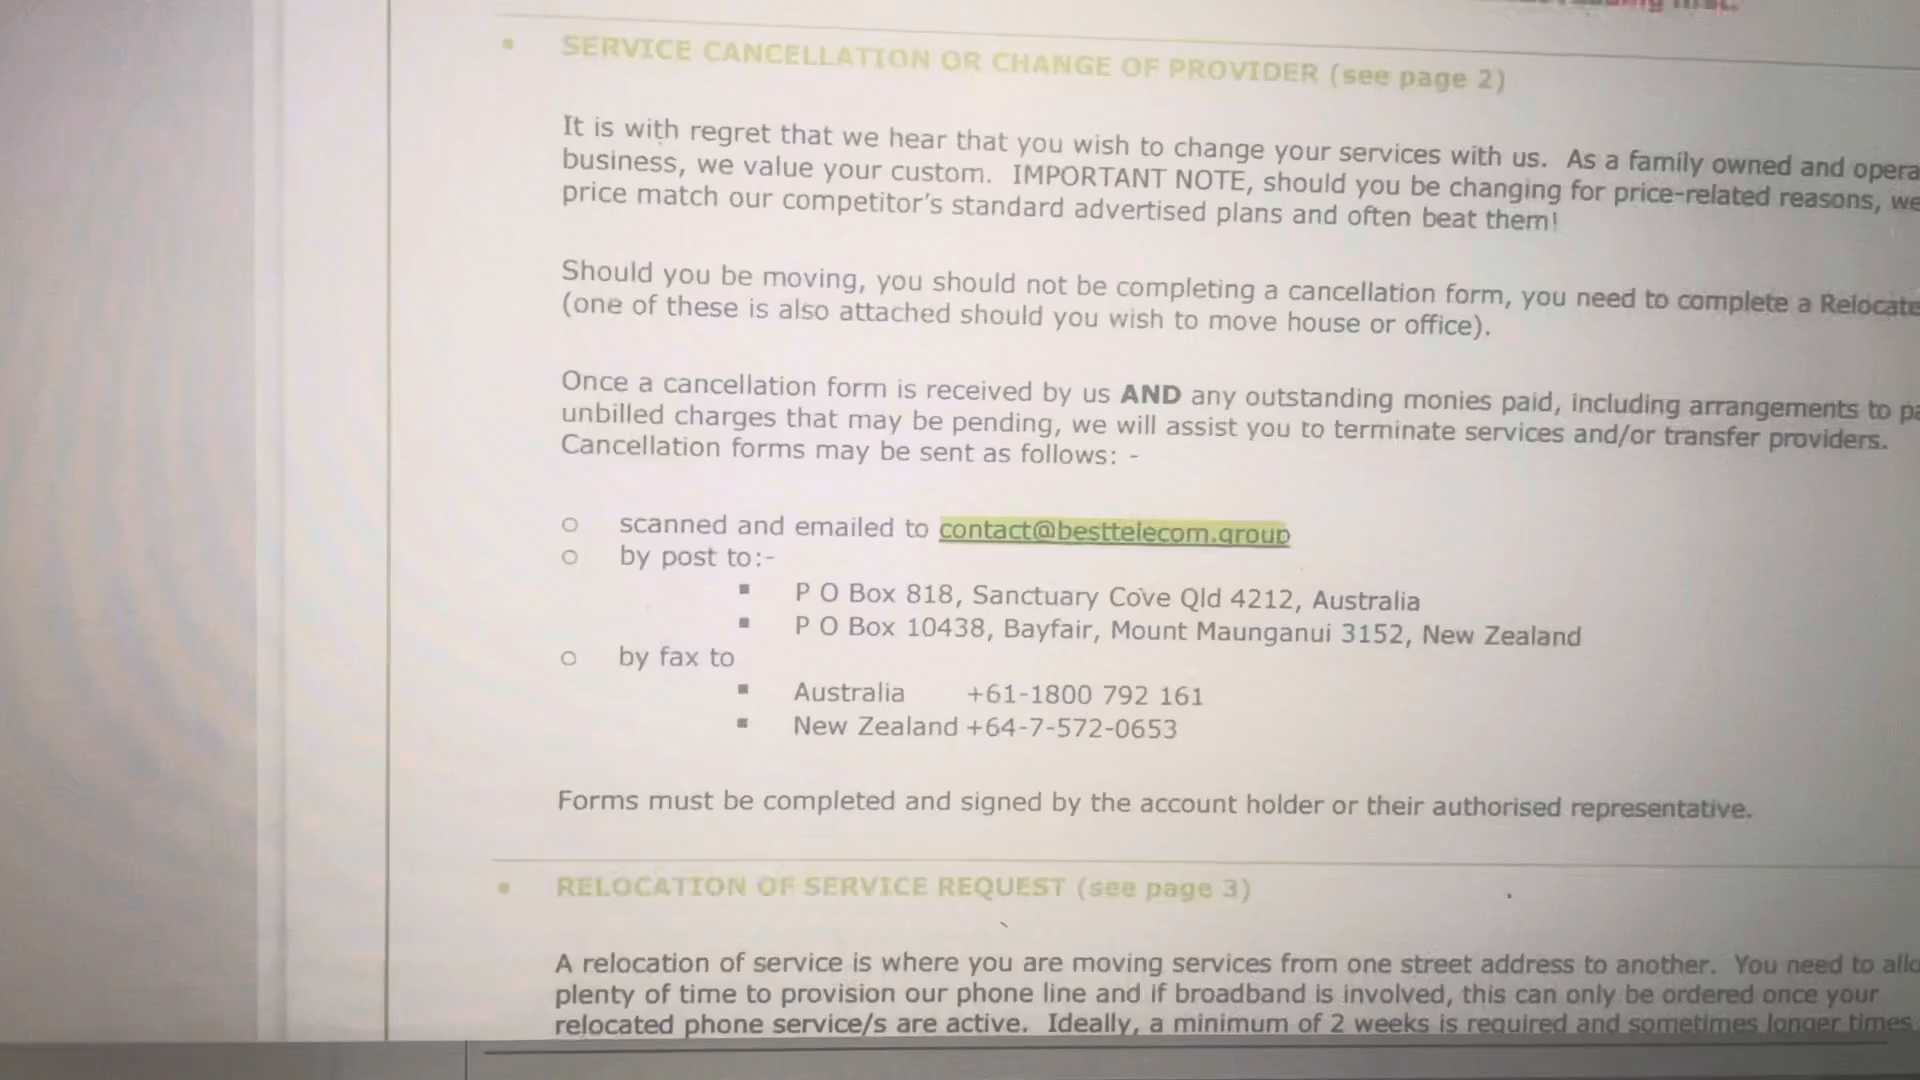 SERVICE CANCELLATION OR CHANGE OF PROVIDER (see page 2)
It is with regret that we hear that you wish to change your services with us. As a family owned and opera
business, we value your custom. IMPORTANT NOTE, should you be changing for price-related reasons, we
price match our competitor's standard advertised plans and often beat them!
Should you be moving, you should not be completing a cancellation form, you need to complete a Relocate
(one of these is also attached should you wish to move house or office).
Once a cancellation form is received by us AND any outstanding monies paid, including arrangements to pa
unbilled charges that may be pending, we will assist you to terminate services and/or transfer providers.
Cancellation forms may be sent as follows: -
o scanned and emailed to contact@besttelecom.group
o by post to:-
▪ P O Box 818, Sanctuary Cove Qld 4212, Australia
▪ P O Box 10438, Bayfair, Mount Maunganui 3152, New Zealand
o by fax to
▪ Australia +61-1800 792 161
▪ New Zealand +64-7-572-0653
Forms must be completed and signed by the account holder or their authorised representative.
▪ RELOCATION OF SERVICE REQUEST (see page 3)
A relocation of service is where you are moving services from one street address to another. You need to allo
plenty of time to provision our phone line and if broadband is involved, this can only be ordered once your
relocated phone service/s are active. Ideally, a minimum of 2 weeks is required and sometimes longer times.